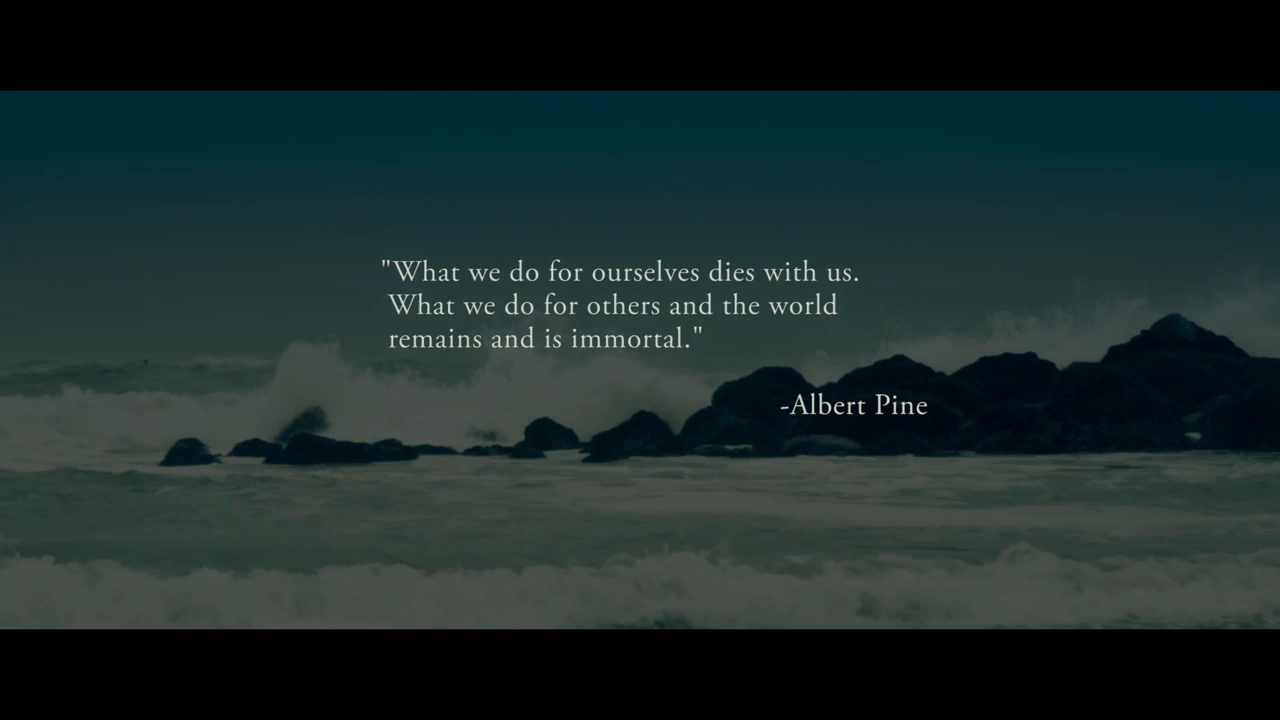 "What we do for ourselves dies with us.
What we do for others and the world
remains and is immortal."
-Albert Pine